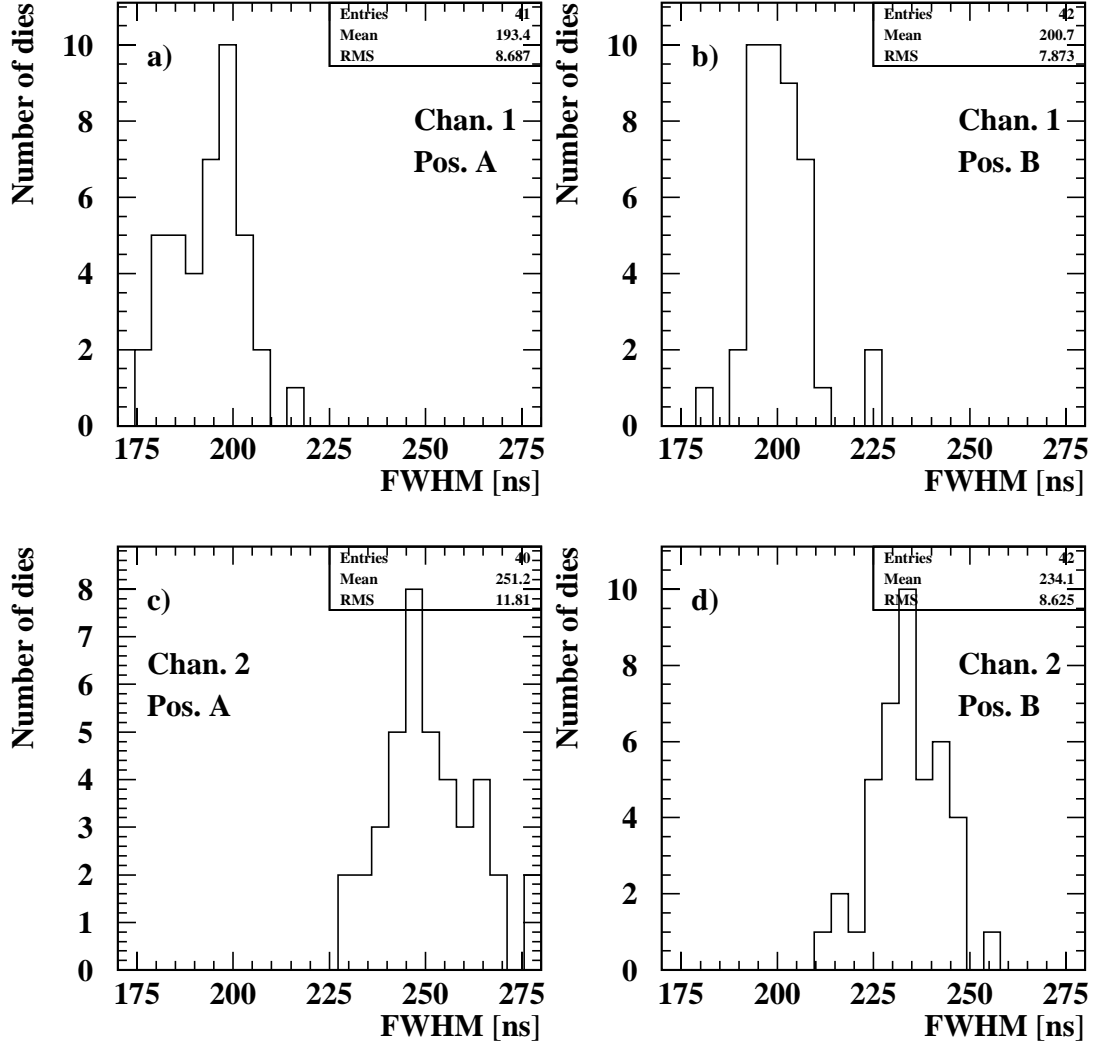 Number of dies
a)
Entries 41
Mean 193.4
RMS 8.687
Chan. 1
Pos. A
10
8
6
4
2
0
175 200 225 250 275
FWHM [ns]
Number of dies
b)
Entries 42
Mean 200.7
RMS 7.873
Chan. 1
Pos. B
10
8
6
4
2
0
175 200 225 250 275
FWHM [ns]
Number of dies
c)
Entries 40
Mean 251.2
RMS 11.81
Chan. 2
Pos. A
8
7
6
5
4
3
2
1
0
175 200 225 250 275
FWHM [ns]
Number of dies
d)
Entries 42
Mean 234.1
RMS 8.625
Chan. 2
Pos. B
10
8
6
4
2
0
175 200 225 250 275
FWHM [ns]